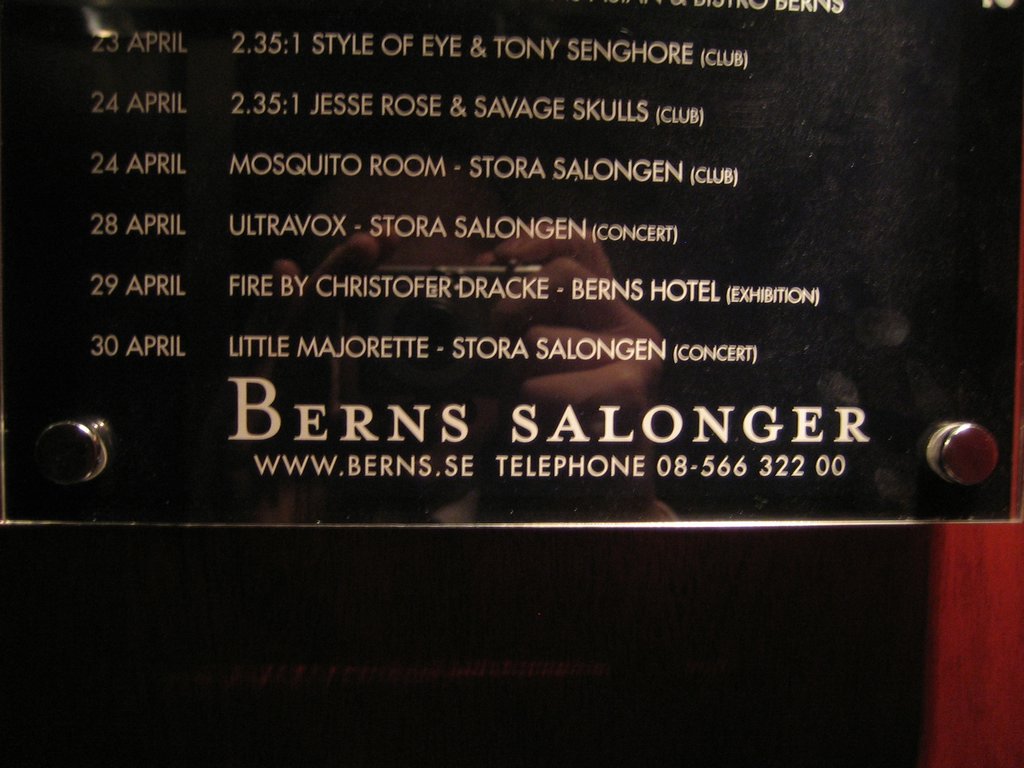 ASIAN & BISTRO BERNS
23 APRIL 2.35:1 STYLE OF EYE & TONY SENGHORE (CLUB)
24 APRIL 2.35:1 JESSE ROSE & SAVAGE SKULLS (CLUB)
24 APRIL MOSQUITO ROOM - STORA SALONGEN (CLUB)
28 APRIL ULTRAVOX - STORA SALONGEN (CONCERT)
29 APRIL FIRE BY CHRISTOFER DRACKE - BERNS HOTEL (EXHIBITION)
30 APRIL LITTLE MAJORETTE - STORA SALONGEN (CONCERT)
BERNS SALONGER
WWW.BERNS.SE TELEPHONE 08-566 322 00